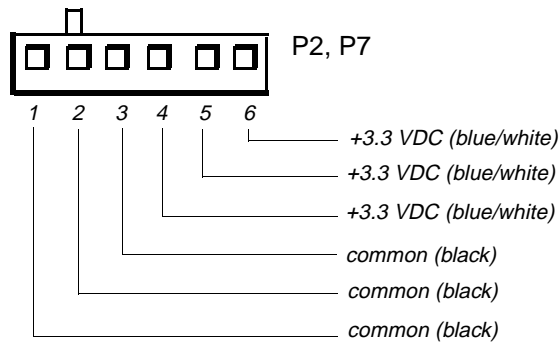 P2, P7
1 2 3 4 5 6
+3.3 VDC (blue/white)
+3.3 VDC (blue/white)
+3.3 VDC (blue/white)
common (black)
common (black)
common (black)